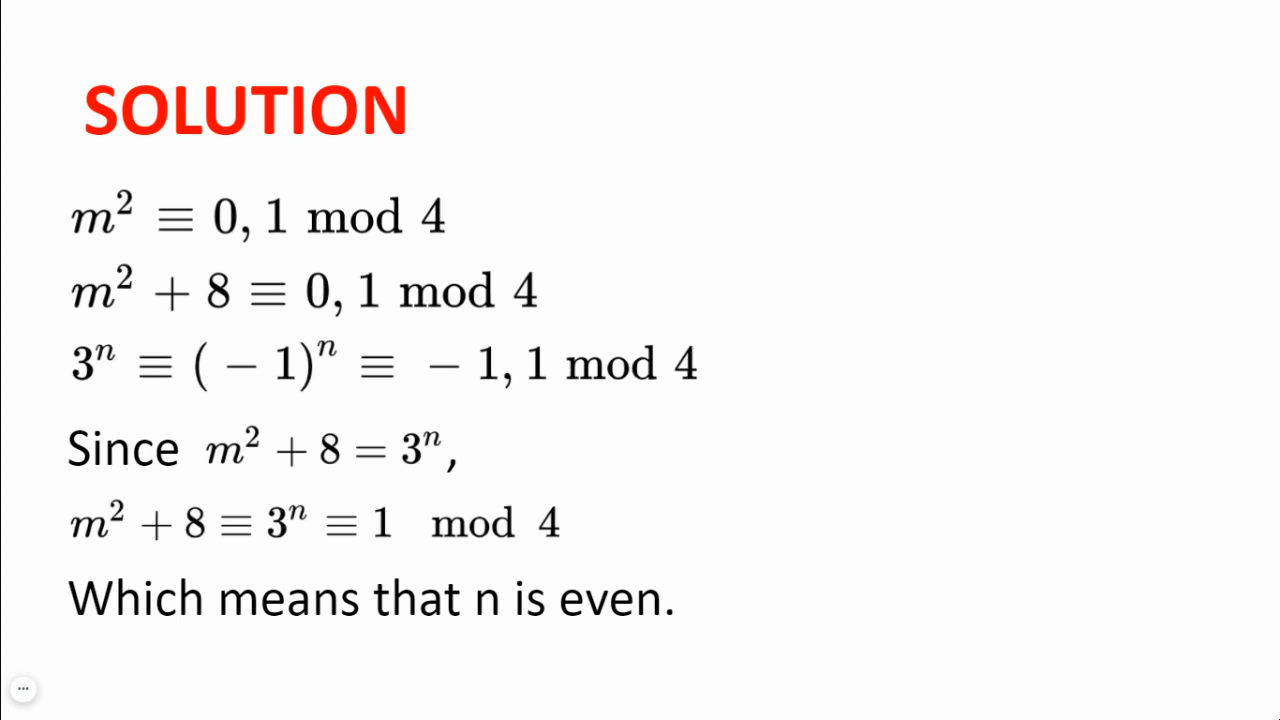 SOLUTION
m² ≡ 0, 1 mod 4
m² + 8 ≡ 0, 1 mod 4
3ⁿ ≡ ( − 1)ⁿ ≡ − 1, 1 mod 4
Since m² + 8 = 3ⁿ,
m² + 8 ≡ 3ⁿ ≡ 1 mod 4
Which means that n is even.
...